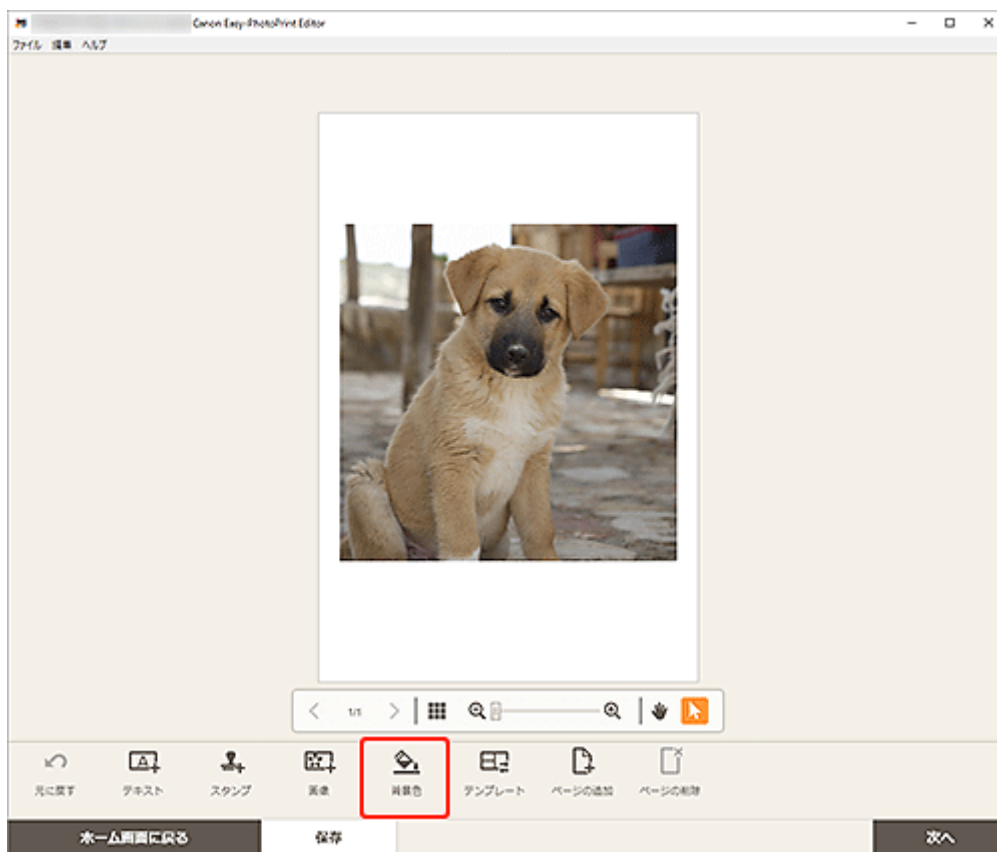 Canon Easy-PhotoPrint Editor
ファイル 編集 ヘルプ
1/1
元に戻す テキスト スタンプ 画像 背景色 テンプレート ページの追加 ページの削除
ホーム画面に戻る 保存 次へ